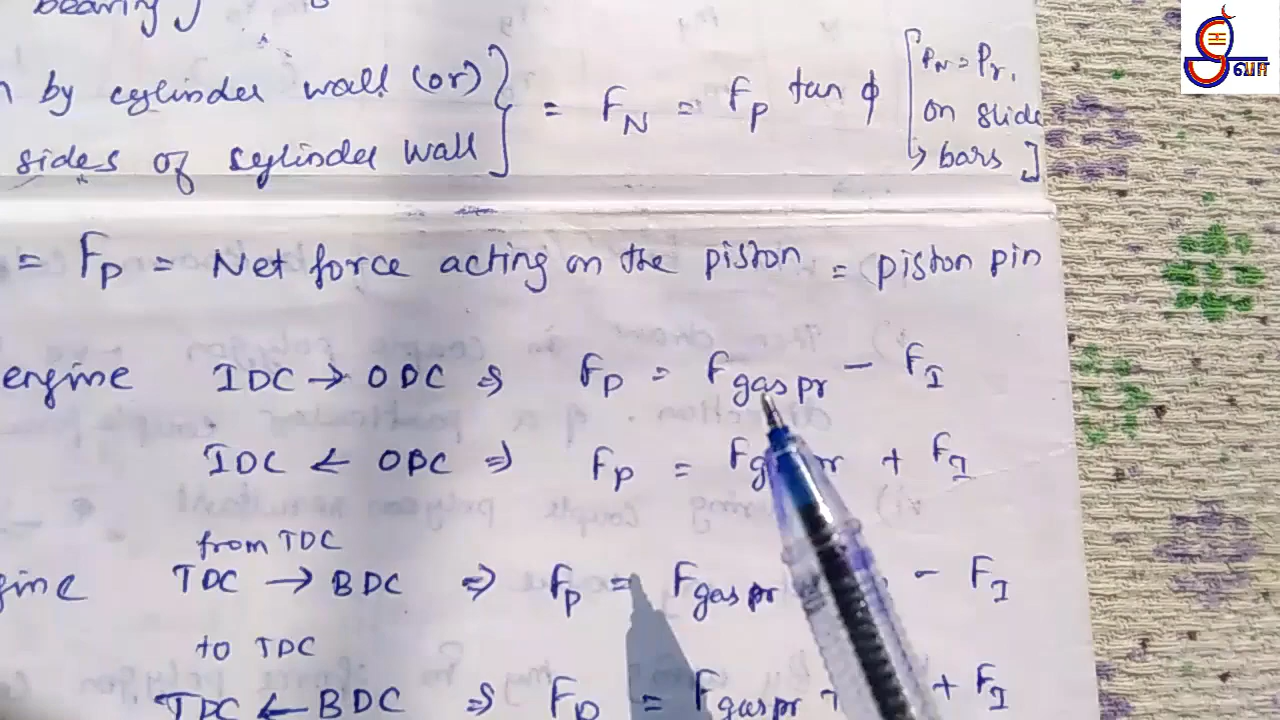 bearing }
by cylinder wall (or) } = F_N = F_P tan ϕ [ P_N = Pr.
on slide
sides of cylinder wall
↳ bars ]
= F_P = Net force acting on the piston = piston pin
engine IDC → ODC ⇒ F_P = F_gas pr − F_I
IDC ← ODC ⇒ F_P = F_g r + F_I
from TDC
gine TDC → BDC ⇒ F_P = F_gas pr − F_I
to TDC
TDC ← BDC ⇒ F_P = F_gas pr + F_I
வா